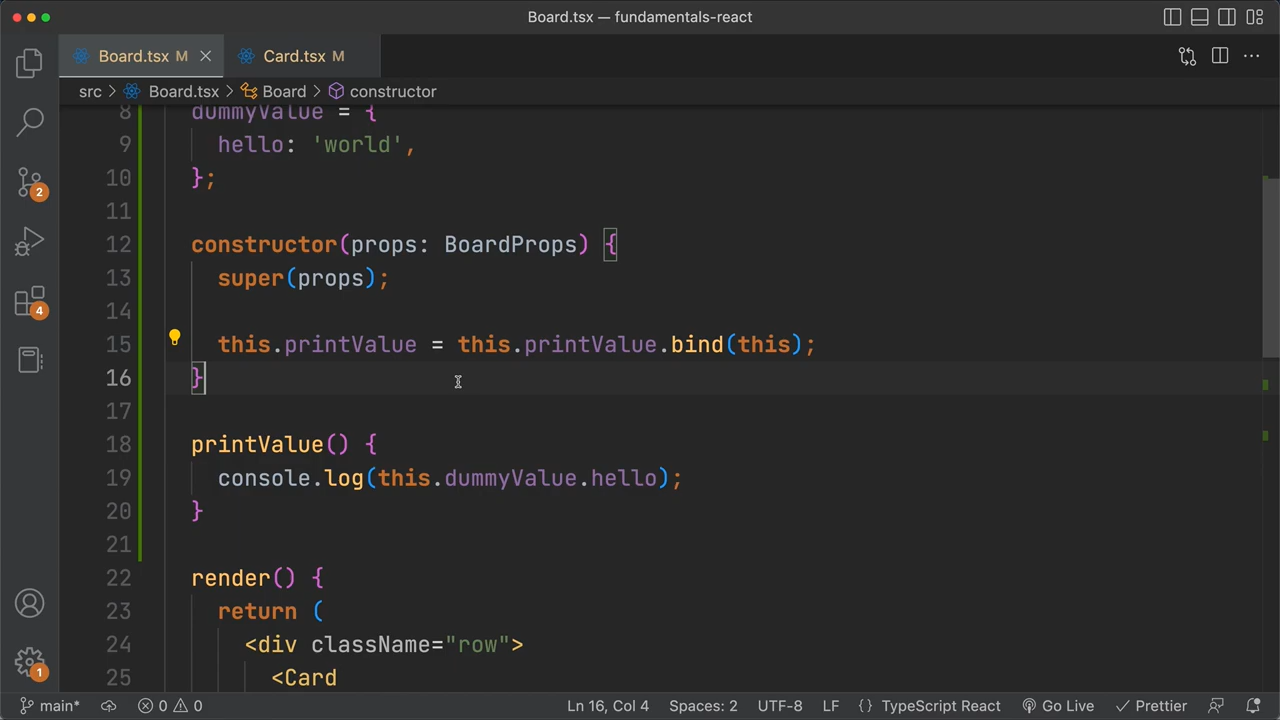 Board.tsx — fundamentals-react
Board.tsx M
Card.tsx M
src > Board.tsx > Board > constructor
8 dummyValue = {
9 hello: 'world',
10 };
11
12 constructor(props: BoardProps) {
13 super(props);
14
15 this.printValue = this.printValue.bind(this);
16 }
17
18 printValue() {
19 console.log(this.dummyValue.hello);
20 }
21
22 render() {
23 return (
24 <div className="row">
25 <Card
2
4
1
main* 0 0 Ln 16, Col 4 Spaces: 2 UTF-8 LF {} TypeScript React Go Live Prettier